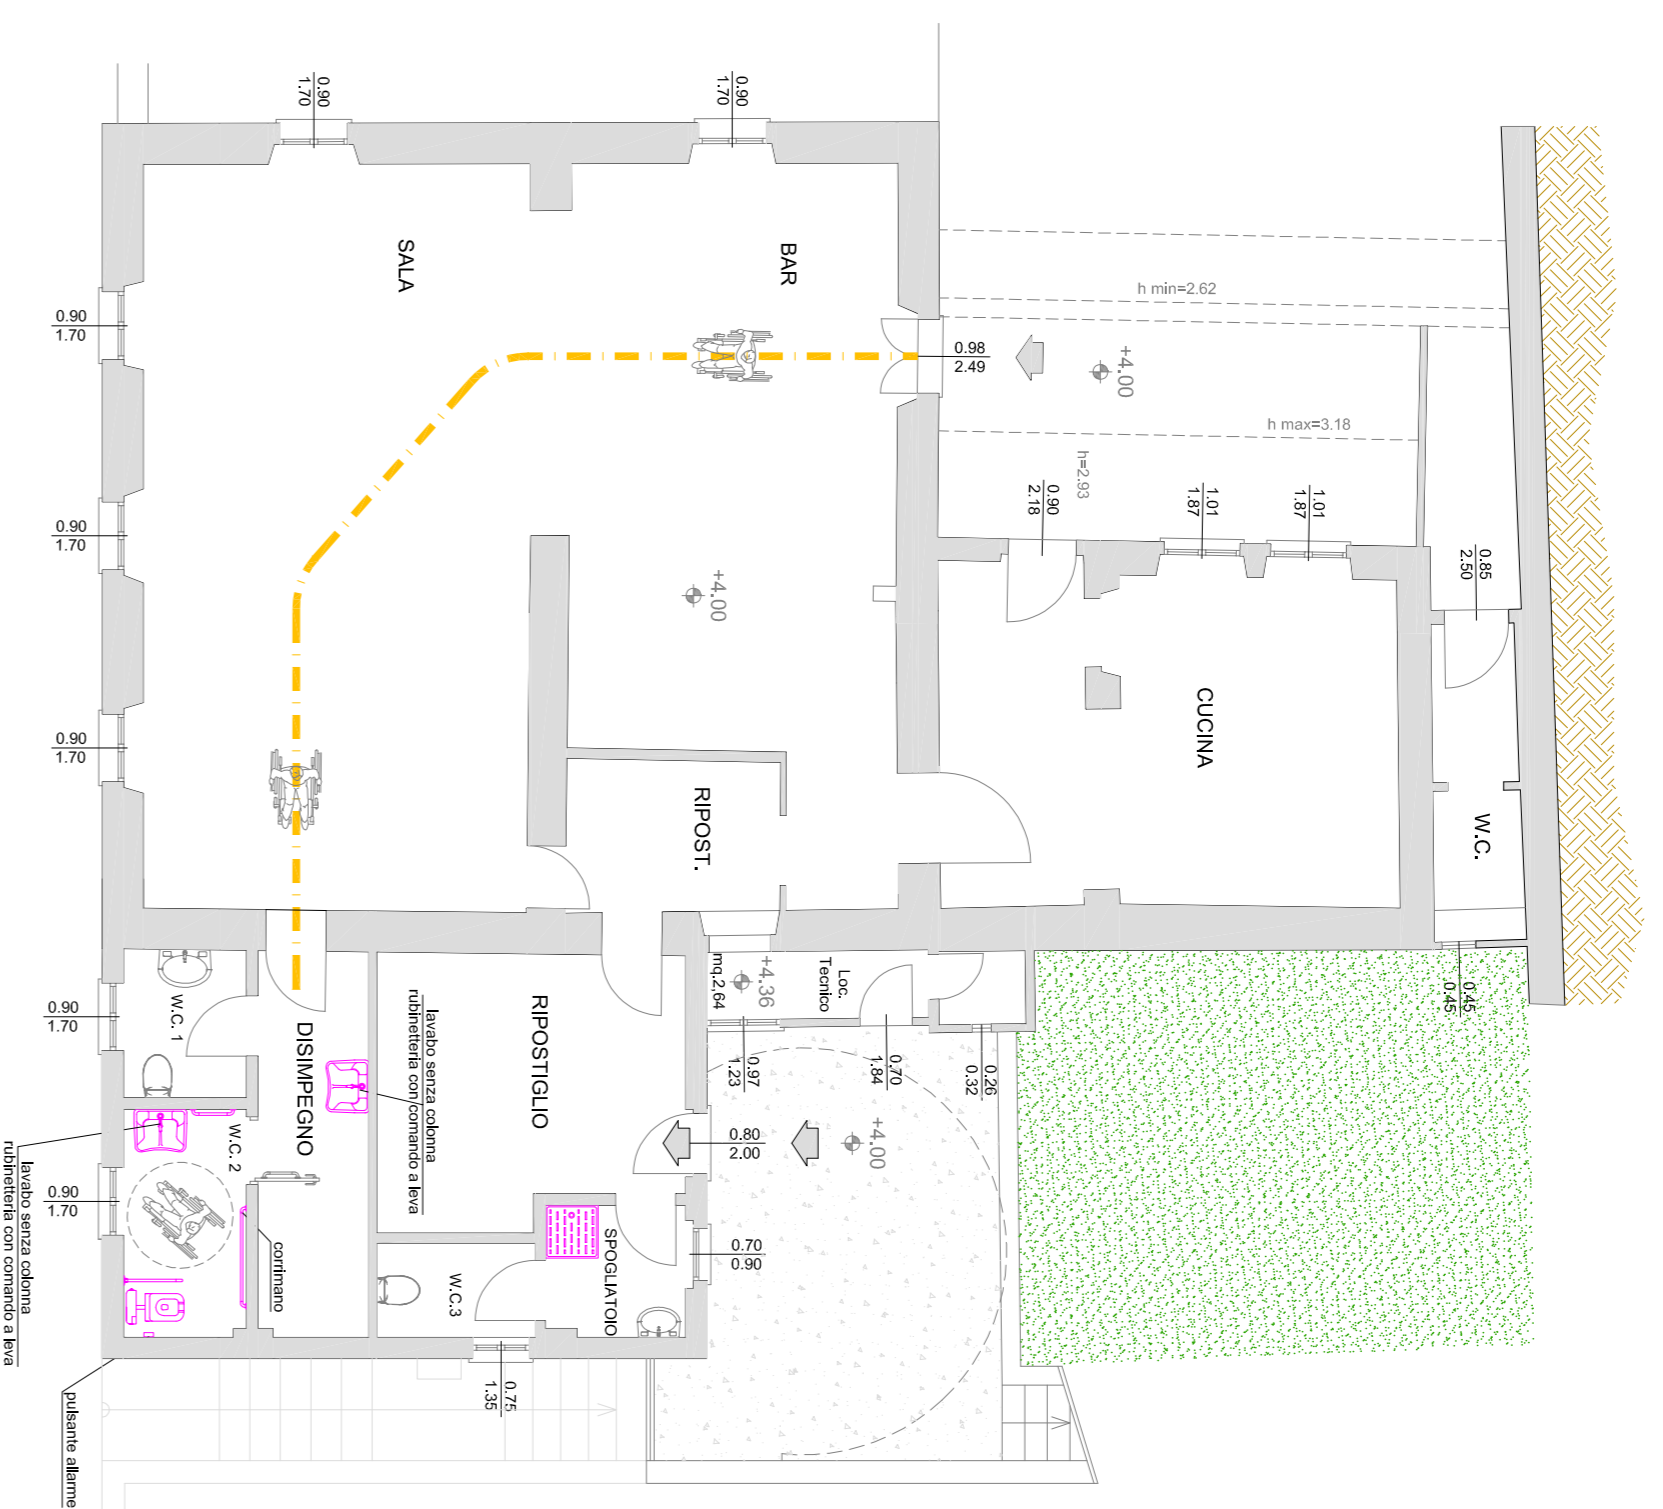 0.90
1.70
0.90
1.70
SALA
BAR
h min=2.62
+4.00
0.98
2.49
0.90
1.70
h max=3.18
h=2.93
0.90
2.18
1.01
1.87
1.01
1.87
0.85
2.50
0.90
1.70
+4.00
CUCINA
0.90
1.70
RIPOST.
W.C.
mq.2,64
+4.36
Loc.
Tecnico
0.45
0.45
0.90
1.70
W.C. 1
DISIMPEGNO
lavabo senza colonna
rubinetteria con comando a leva
RIPOSTIGLIO
0.97
1.23
0.70
1.84
0.26
0.32
0.80
2.00
+4.00
W.C. 2
0.90
1.70
corrimano
W.C.3
SPOGLIATOIO
0.70
0.90
lavabo senza colonna
rubinetteria con comando a leva
0.75
1.35
pulsante allarme